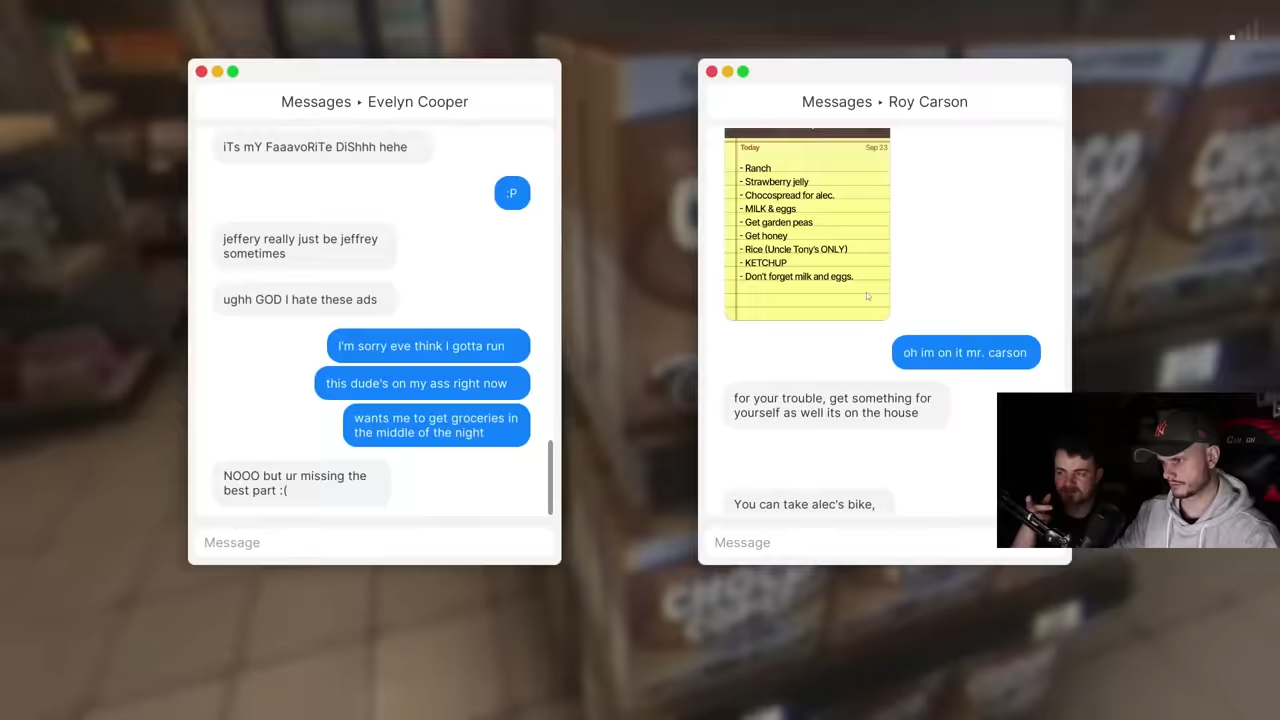 Messages ▸ Evelyn Cooper
iTs mY FaaavoRiTe DiShhh hehe
:P
jeffery really just be jeffrey
sometimes
ughh GOD I hate these ads
I'm sorry eve think I gotta run
this dude's on my ass right now
wants me to get groceries in
the middle of the night
NOOO but ur missing the
best part :(
Message
Messages ▸ Roy Carson
Today Sep 23
- Ranch
- Strawberry jelly
- Chocospread for alec.
- MILK & eggs
- Get garden peas
- Get honey
- Rice (Uncle Tony's ONLY)
- KETCHUP
- Don't forget milk and eggs.
oh im on it mr. carson
for your trouble, get something for
yourself as well its on the house
You can take alec's bike,
Message